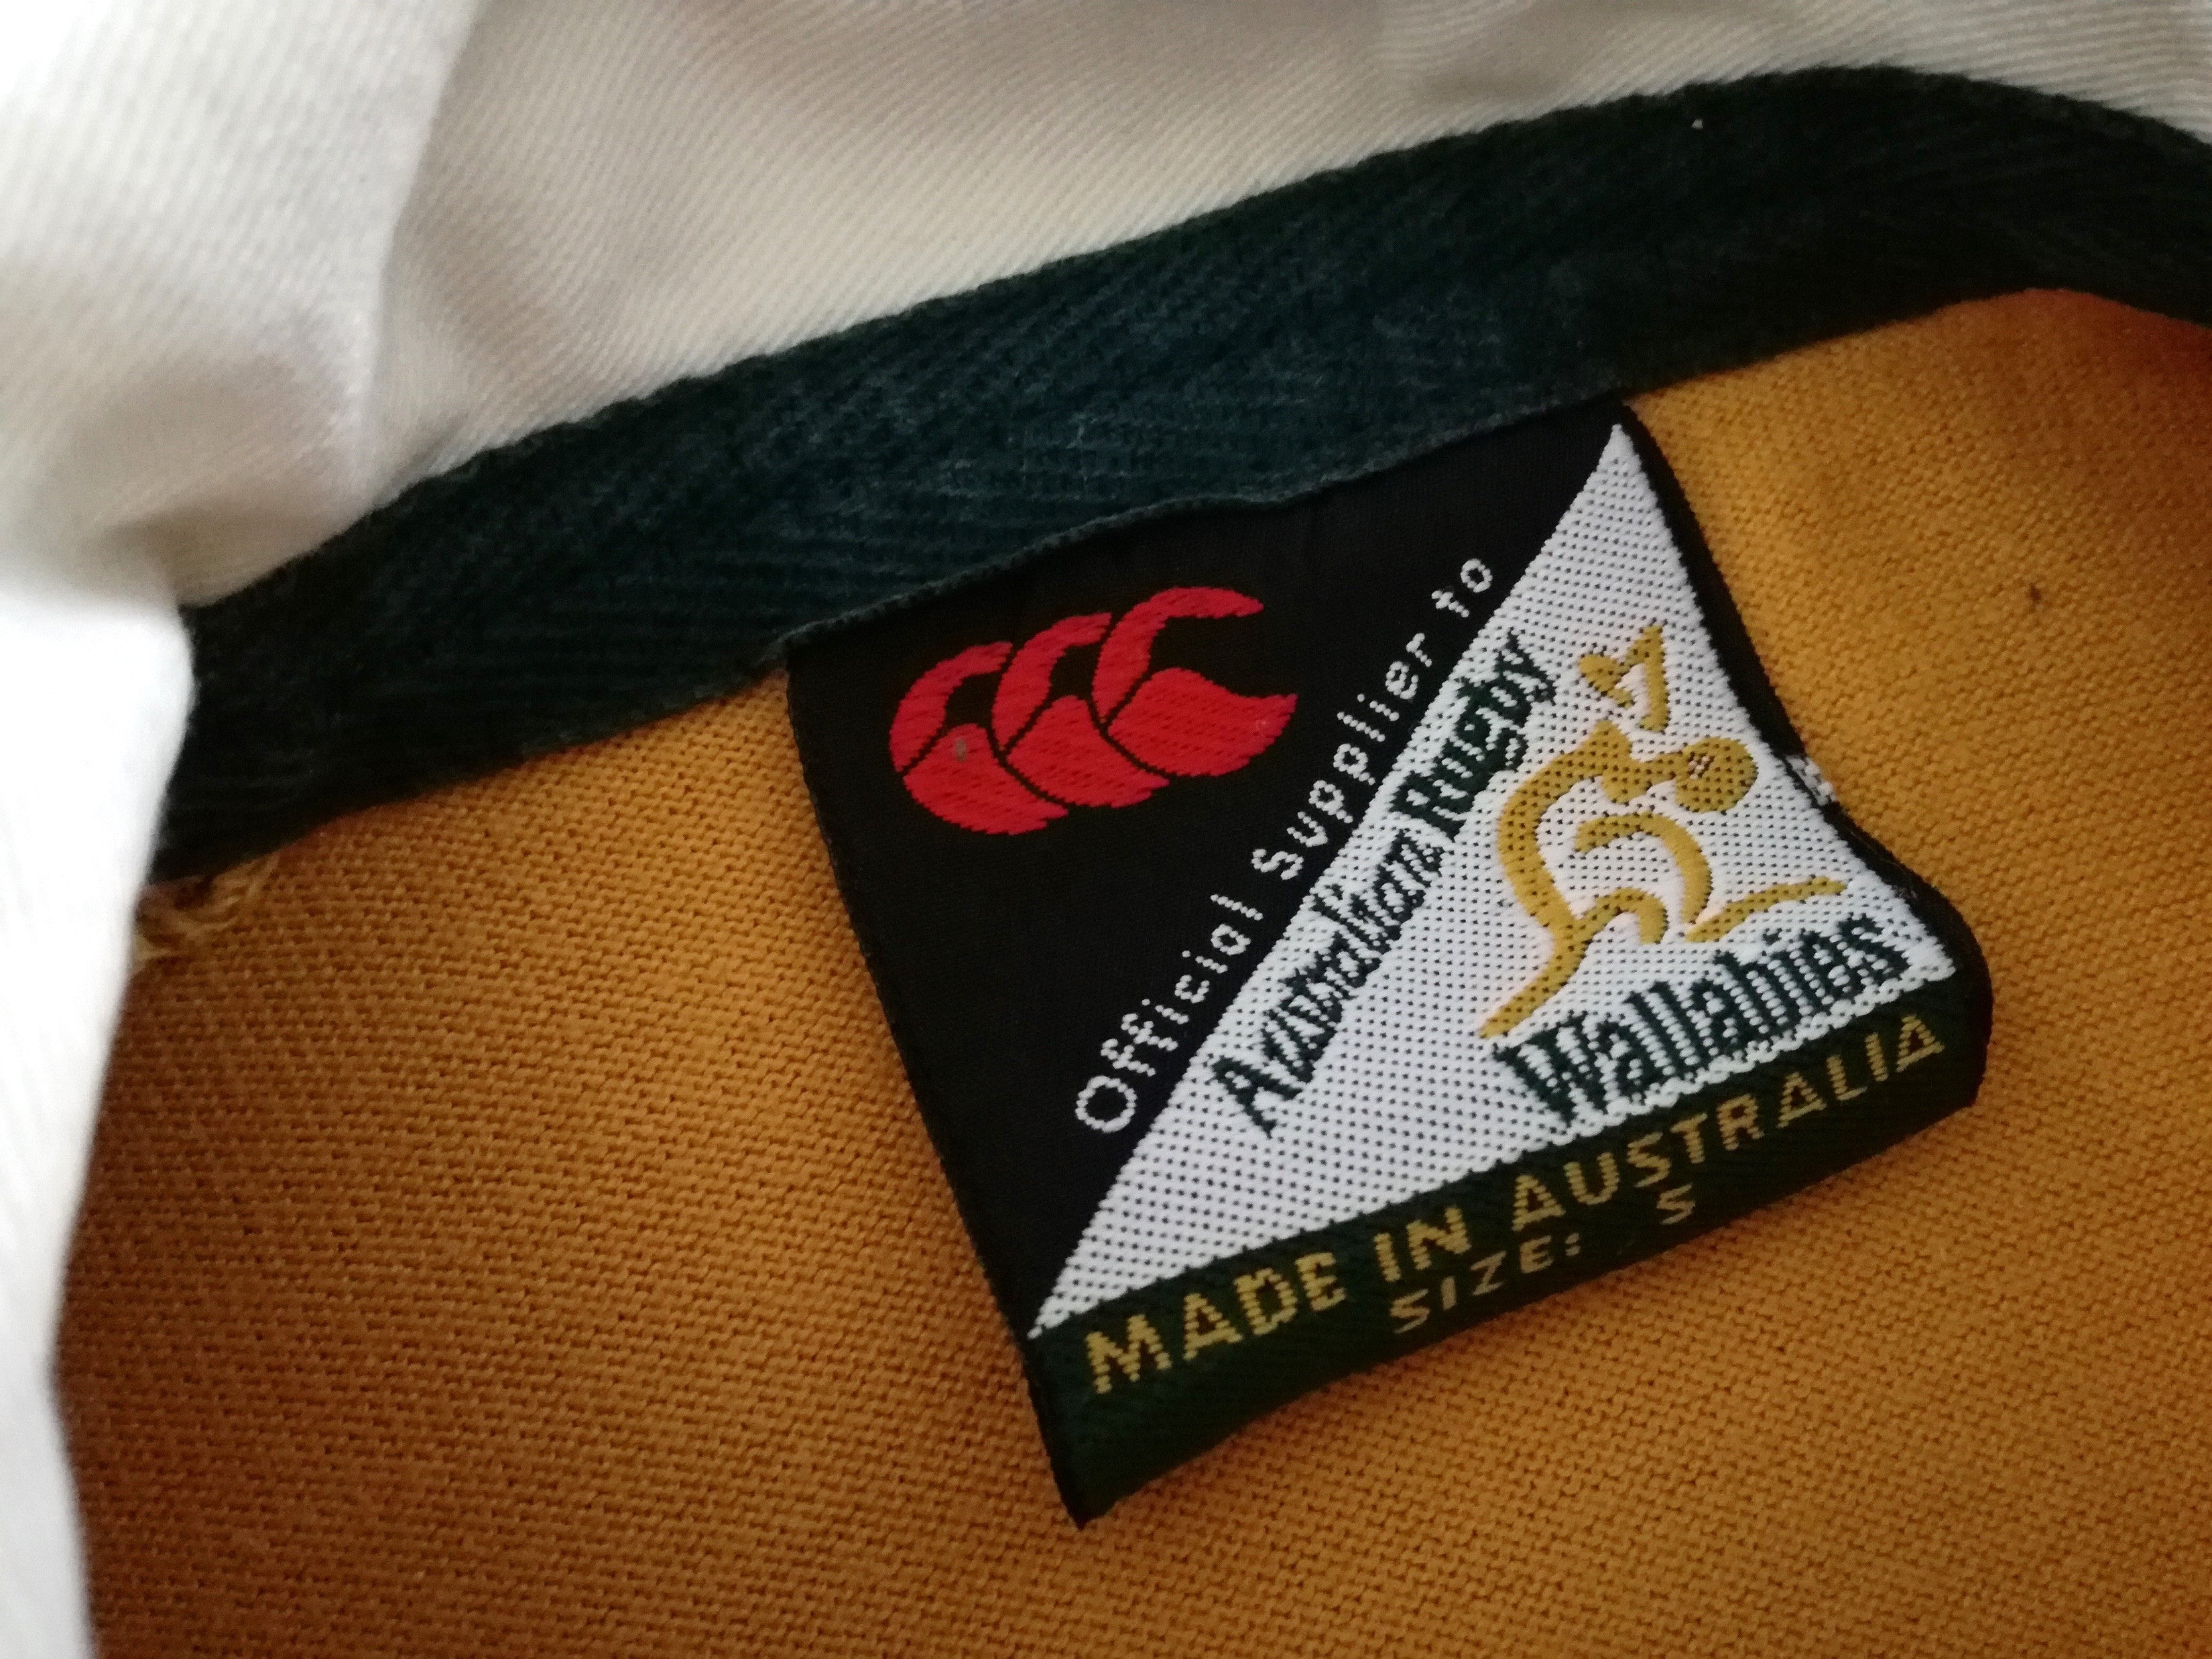 Official Supplier to
Australian Rugby
Wallabies
MADE IN AUSTRALIA
SIZE: S